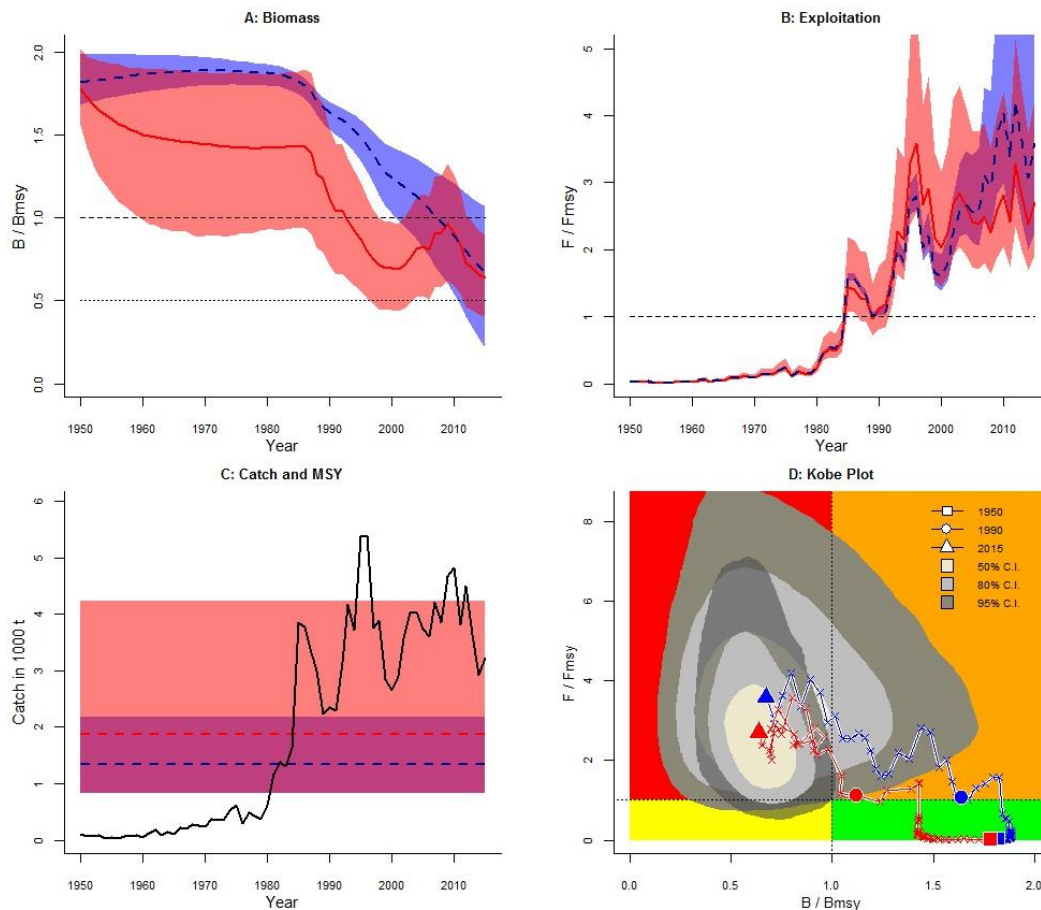 A: Biomass
B / Bmsy
2.0
1.5
1.0
0.5
0.0
1950 1960 1970 1980 1990 2000 2010
Year
B: Exploitation
F / Fmsy
5
4
3
2
1
0
1950 1960 1970 1980 1990 2000 2010
Year
C: Catch and MSY
Catch in 1000 t
6
5
4
3
2
1
0
1950 1960 1970 1980 1990 2000 2010
Year
D: Kobe Plot
F / Fmsy
8
6
4
2
0
1950
1990
2015
50% C.I.
80% C.I.
95% C.I.
0.0 0.5 1.0 1.5 2.0
B / Bmsy